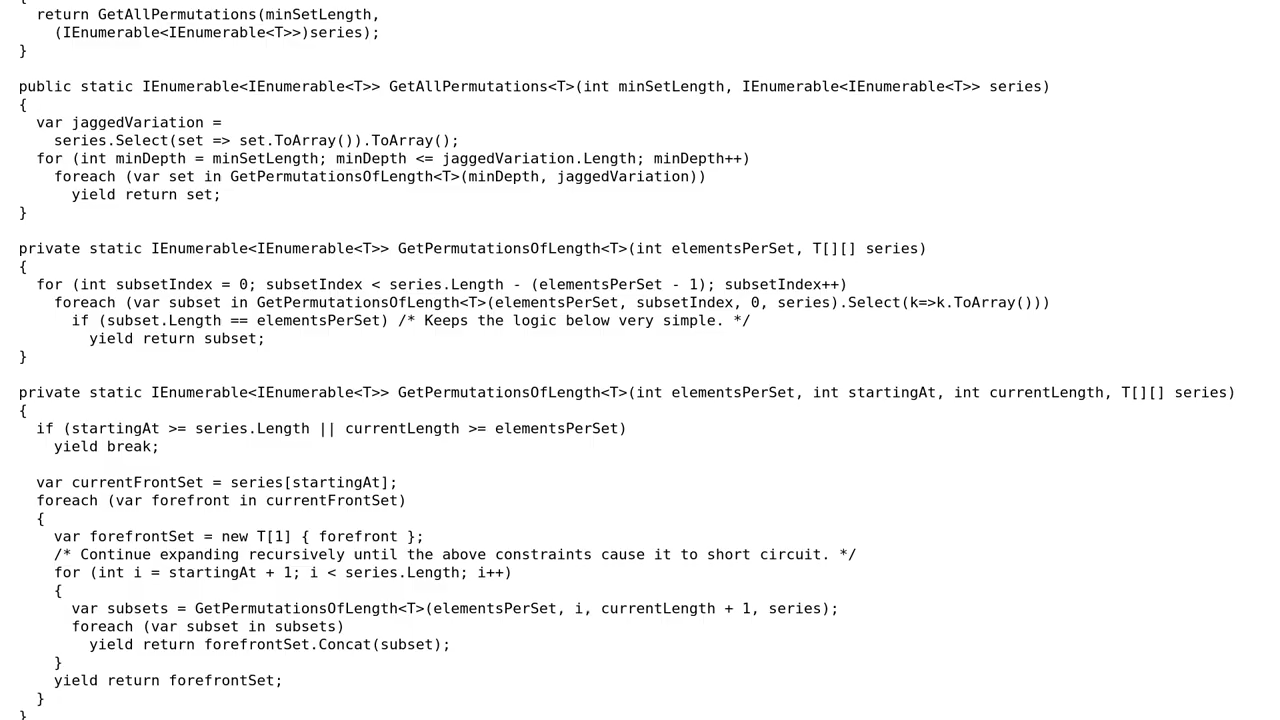 {
  return GetAllPermutations(minSetLength,
    (IEnumerable<IEnumerable<T>>)series);
}

public static IEnumerable<IEnumerable<T>> GetAllPermutations<T>(int minSetLength, IEnumerable<IEnumerable<T>> series)
{
  var jaggedVariation =
    series.Select(set => set.ToArray()).ToArray();
  for (int minDepth = minSetLength; minDepth <= jaggedVariation.Length; minDepth++)
    foreach (var set in GetPermutationsOfLength<T>(minDepth, jaggedVariation))
      yield return set;
}

private static IEnumerable<IEnumerable<T>> GetPermutationsOfLength<T>(int elementsPerSet, T[][] series)
{
  for (int subsetIndex = 0; subsetIndex < series.Length - (elementsPerSet - 1); subsetIndex++)
    foreach (var subset in GetPermutationsOfLength<T>(elementsPerSet, subsetIndex, 0, series).Select(k=>k.ToArray()))
      if (subset.Length == elementsPerSet) /* Keeps the logic below very simple. */
        yield return subset;
}

private static IEnumerable<IEnumerable<T>> GetPermutationsOfLength<T>(int elementsPerSet, int startingAt, int currentLength, T[][] series)
{
  if (startingAt >= series.Length || currentLength >= elementsPerSet)
    yield break;

  var currentFrontSet = series[startingAt];
  foreach (var forefront in currentFrontSet)
  {
    var forefrontSet = new T[1] { forefront };
    /* Continue expanding recursively until the above constraints cause it to short circuit. */
    for (int i = startingAt + 1; i < series.Length; i++)
    {
      var subsets = GetPermutationsOfLength<T>(elementsPerSet, i, currentLength + 1, series);
      foreach (var subset in subsets)
        yield return forefrontSet.Concat(subset);
    }
    yield return forefrontSet;
  }
}